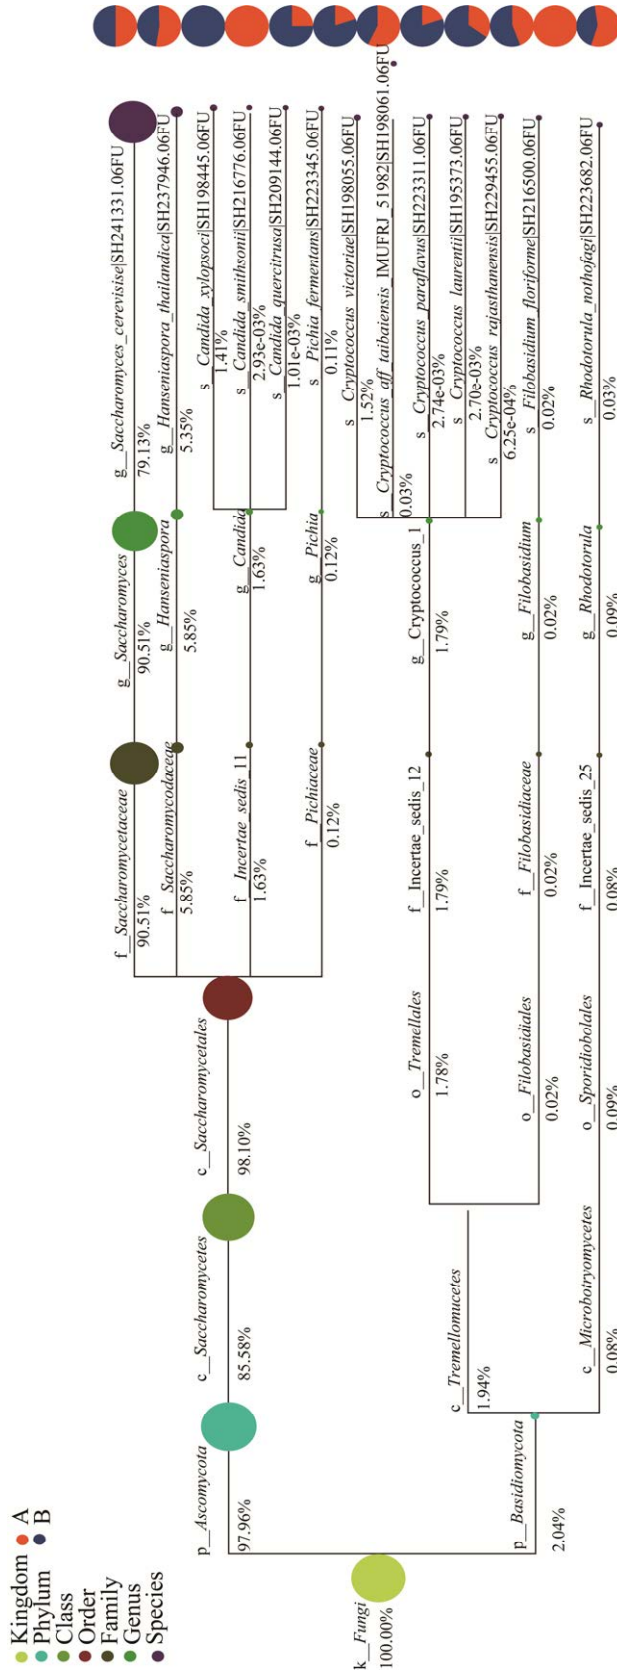 Kingdom
A
Phylum
B
Class
Order
Family
Genus
Species
k__Fungi
100.00%
p__Ascomycota
97.96%
c__Saccharomycetes
85.58%
c__Saccharomycetales
98.10%
f__Saccharomycetaceae
90.51%
g__Saccharomyces
90.51%
g__Saccharomyces_cerevisise|SH241331.06FU
79.13%
f__Saccharomycodaceae
5.85%
g__Hanseniaspora
5.85%
g__Hanseniaspora_thailandica|SH237946.06FU
5.35%
f__Incertae_sedis_11
1.63%
g__Candida
1.63%
s__Candida_xylopsoci|SH198445.06FU
1.41%
s__Candida_smithsonii|SH216776.06FU
2.93e-03%
s__Candida_quercitrusa|SH209144.06FU
1.01e-03%
f__Pichiaceae
0.12%
g__Pichia
0.12%
s__Pichia_fermentans|SH223345.06FU
0.11%
p__Basidiomycota
2.04%
c__Tremellomucetes
1.94%
o__Tremellales
1.78%
f__Incertae_sedis_12
1.79%
g__Cryptococcus_1
1.79%
s__Cryptococcus_victoriae|SH198055.06FU
1.52%
s__Cryptococcus_aff_taibaiensis_IMUFRJ_51982|SH198061.06FU
0.03%
s__Cryptococcus_paraflavus|SH223311.06FU
2.74e-03%
s__Cryptococcus_laurentii|SH195373.06FU
2.70e-03%
s__Cryptococcus_rajasthanensis|SH229455.06FU
6.25e-04%
o__Filobasidiales
0.02%
f__Filobasidiaceae
0.02%
g__Filobasidium
0.02%
s__Filobasidium_floriforme|SH216500.06FU
0.02%
c__Microbotryomycetes
0.08%
o__Sporidiobolales
0.09%
f__Incertae_sedis_25
0.08%
g__Rhodotorula
0.09%
s__Rhodotorula_nothofagi|SH223682.06FU
0.03%